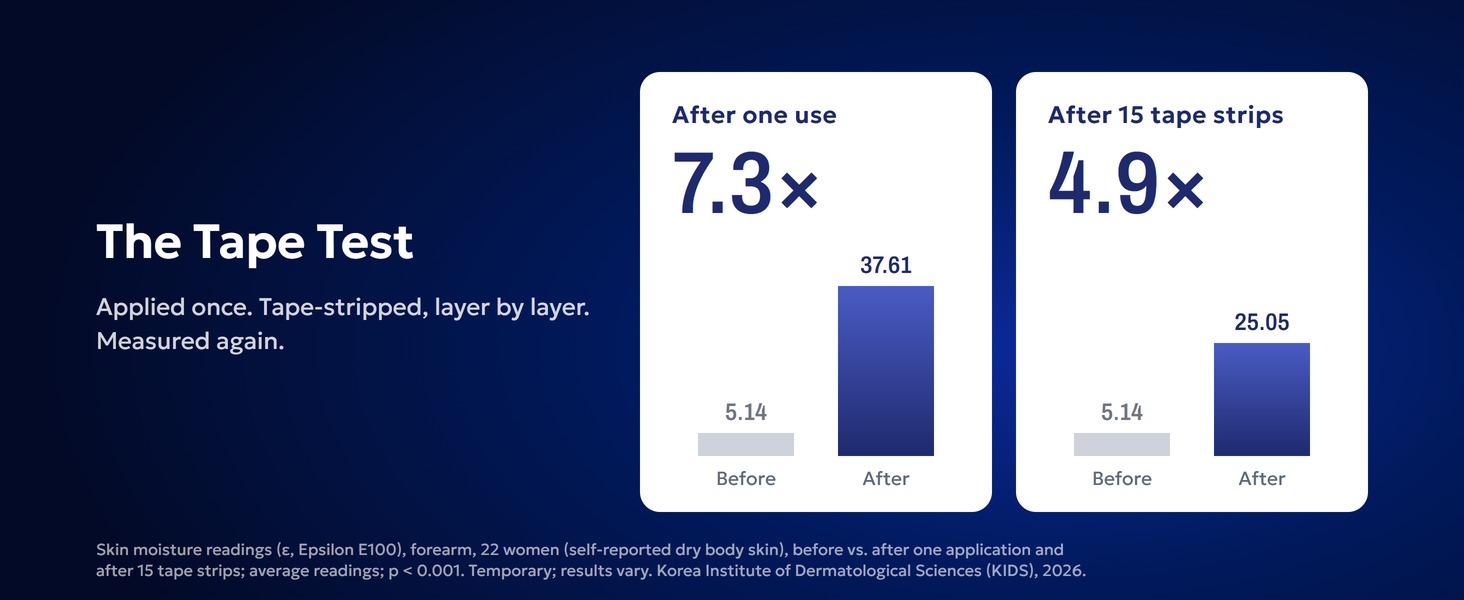 The Tape Test
Applied once. Tape-stripped, layer by layer.
Measured again.
After one use
7.3×
37.61
5.14
Before
After
After 15 tape strips
4.9×
25.05
5.14
Before
After
Skin moisture readings (ε, Epsilon E100), forearm, 22 women (self-reported dry body skin), before vs. after one application and
after 15 tape strips; average readings; p < 0.001. Temporary; results vary. Korea Institute of Dermatological Sciences (KIDS), 2026.